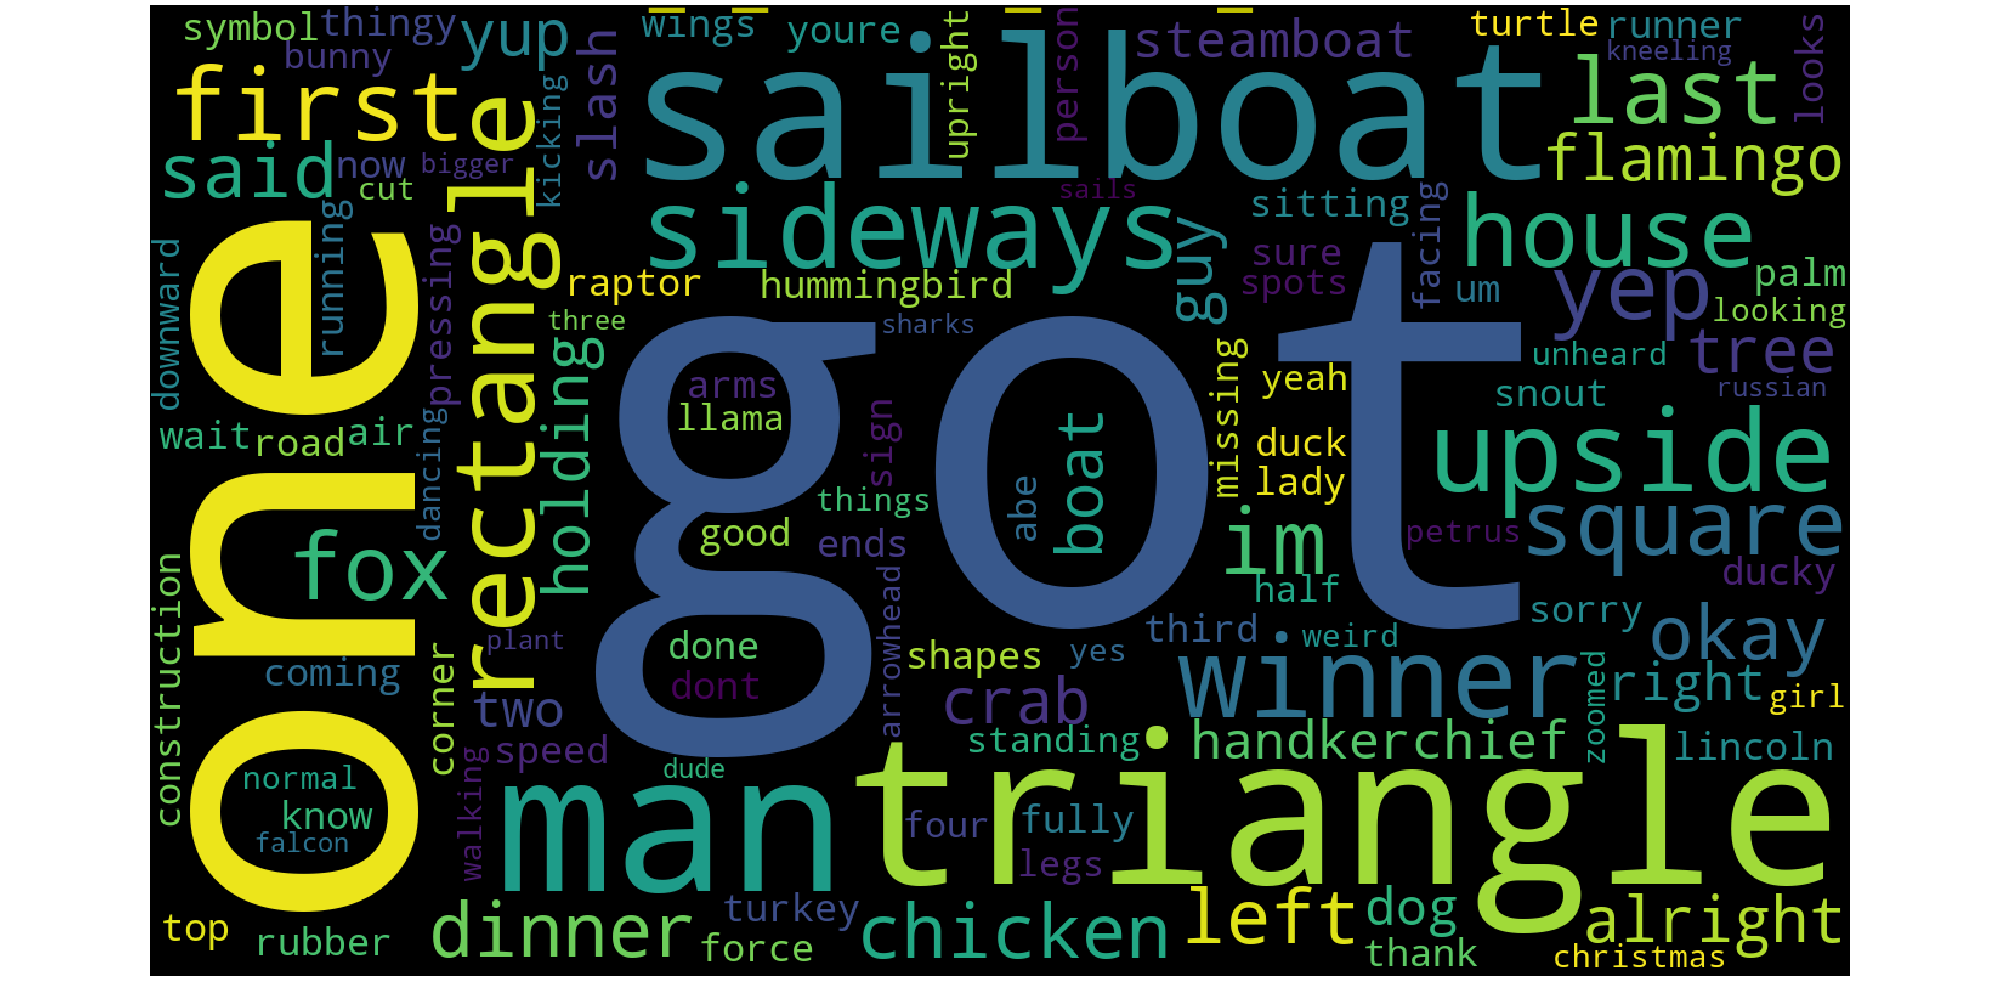 symbol
thingy
bunny
yup
slash
wings
youre
upright
person
steamboat
turtle
runner
kneeling
looks
firste
sailboat
last
flamingo
said
now
bigger
cut
kicking
rectangle
sideways
sails
sitting
guy
facing
house
running
downward
pressing
raptor
hummingbird
sure
spots
um
yep
palm
looking
three
sharks
one
got
holding
missing
unheard
tree
yeah
snout
russian
arms
llama
sign
boat
duck
lady
upside
wait
road
air
dancing
things
abe
good
ends
im
petrus
square
ducky
fox
construction
arrowhead
half
sorry
plant
done
dont
shapes
yes
third
weird
okay
coming
corner
two
crab
winner
zoomed
right
girl
speed
standing
handkerchief
lincoln
dude
normal
know
falcon
walking
man
triangle
four
fully
legs
top
rubber
dinner
turkey
force
chicken
left
dog
thank
alright
christmas